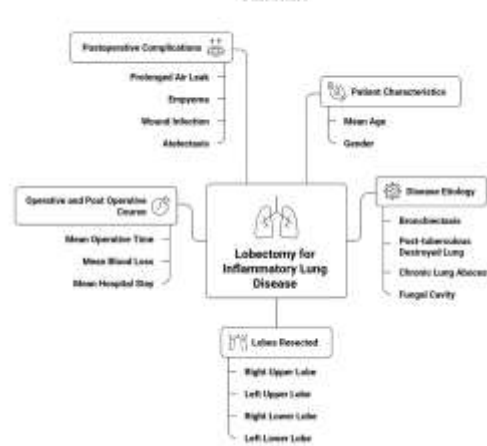 Postoperative Complications
Prolonged Air Leak
Empyema
Wound Infection
Atelectasis
Patient Characteristics
Mean Age
Gender
Operative and Post Operative
Course
Mean Operative Time
Mean Blood Loss
Mean Hospital Stay
Lobectomy for
Inflammatory Lung
Disease
Disease Etiology
Bronchiectasis
Post-tuberculous
Destroyed Lung
Chronic Lung Abscess
Fungal Cavity
Lobes Resected
Right Upper Lobe
Left Upper Lobe
Right Lower Lobe
Left Lower Lobe